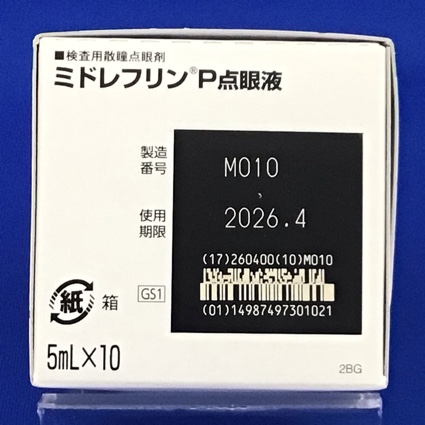 ■検査用散瞳点眼剤
ミドレフリン®P点眼液
製造
番号
M010
使用
期限
2026.4
(17)260400(10)M010
(01)14987497301021
GS1
紙
箱
5mL×10
2BG